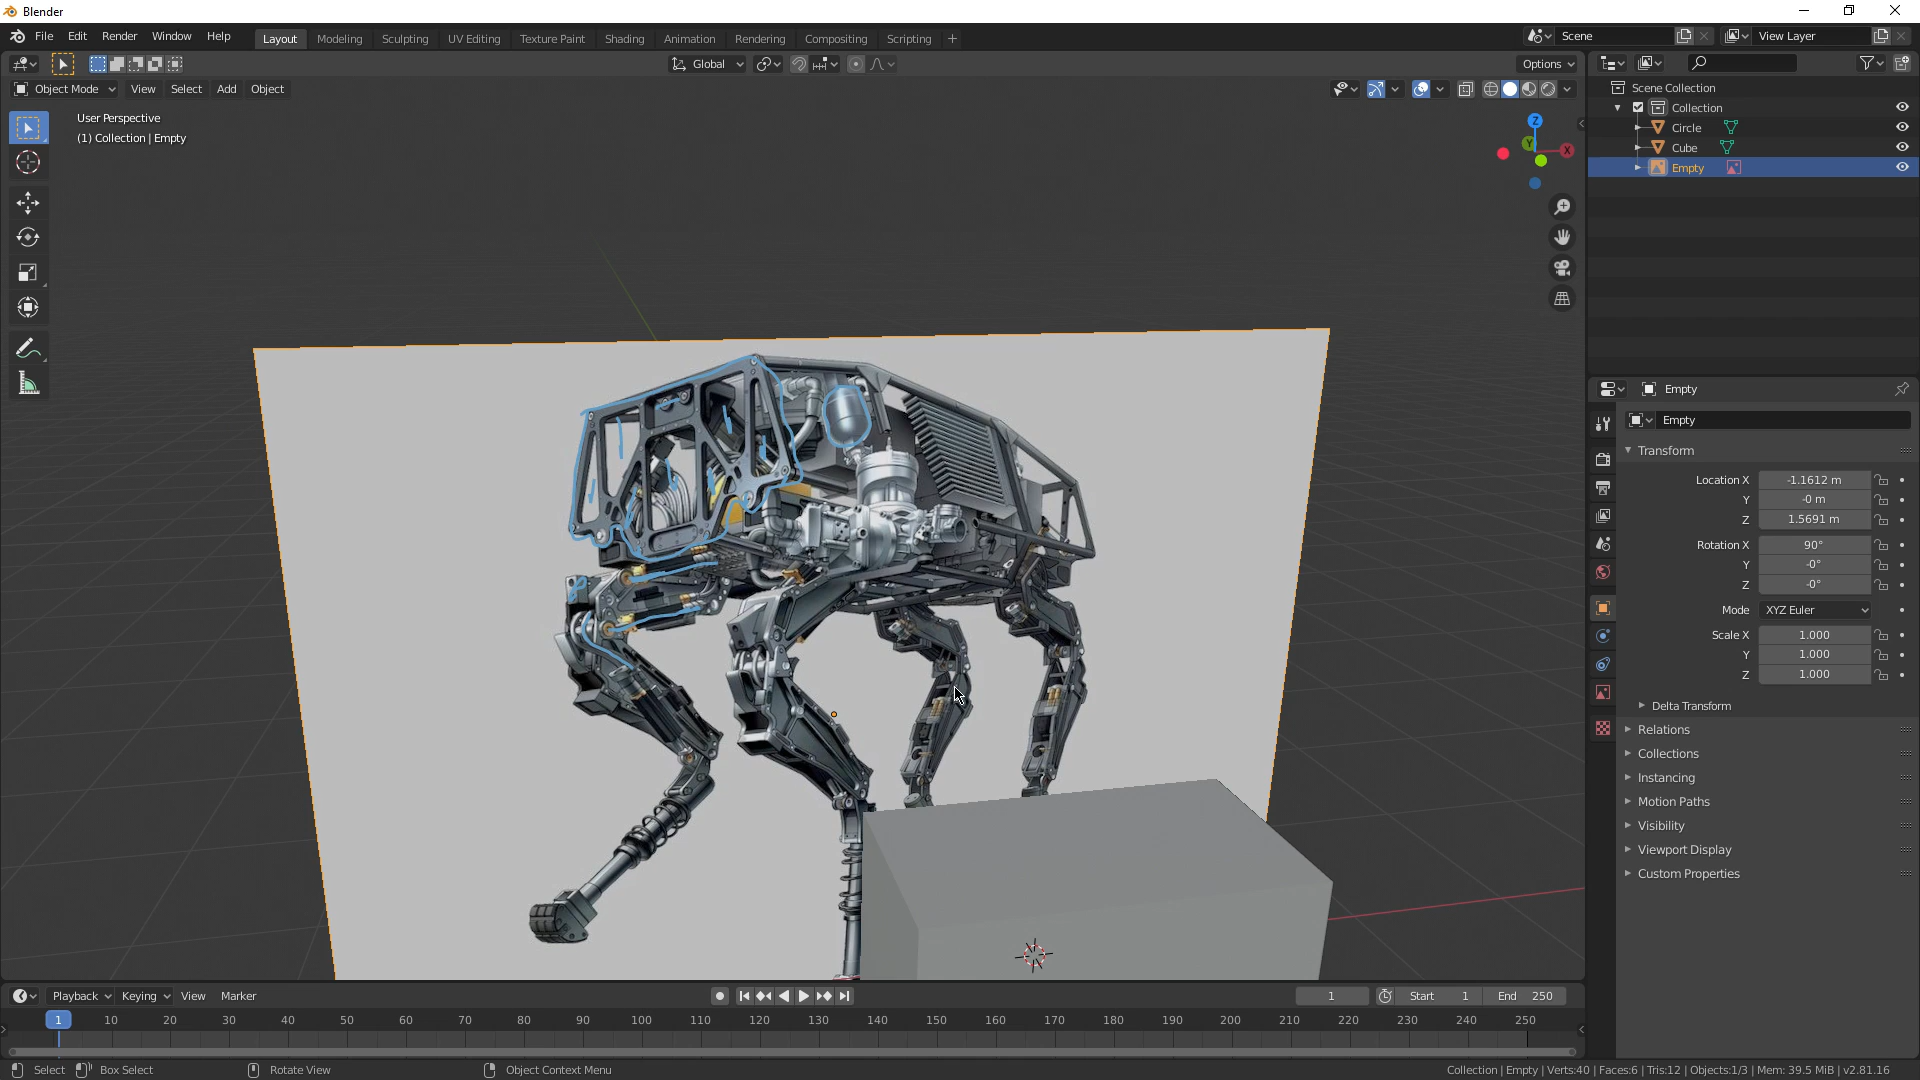 Blender
File Edit Render Window Help
Layout Modeling Sculpting UV Editing Texture Paint Shading Animation Rendering Compositing Scripting +
Scene View Layer
Global Options
Object Mode View Select Add Object
User Perspective
(1) Collection | Empty
Z
Y
X
Scene Collection
Collection
Circle
Cube
Empty
Empty
Empty
Transform
Location X -1.1612 m
Y -0 m
Z 1.5691 m
Rotation X 90°
Y -0°
Z -0°
Mode XYZ Euler
Scale X 1.000
Y 1.000
Z 1.000
Delta Transform
Relations
Collections
Instancing
Motion Paths
Visibility
Viewport Display
Custom Properties
Playback Keying View Marker
1 Start 1 End 250
1 10 20 30 40 50 60 70 80 90 100 110 120 130 140 150 160 170 180 190 200 210 220 230 240 250
Select Box Select Rotate View Object Context Menu
Collection | Empty | Verts:40 | Faces:6 | Tris:12 | Objects:1/3 | Mem: 39.5 MiB | v2.81.16